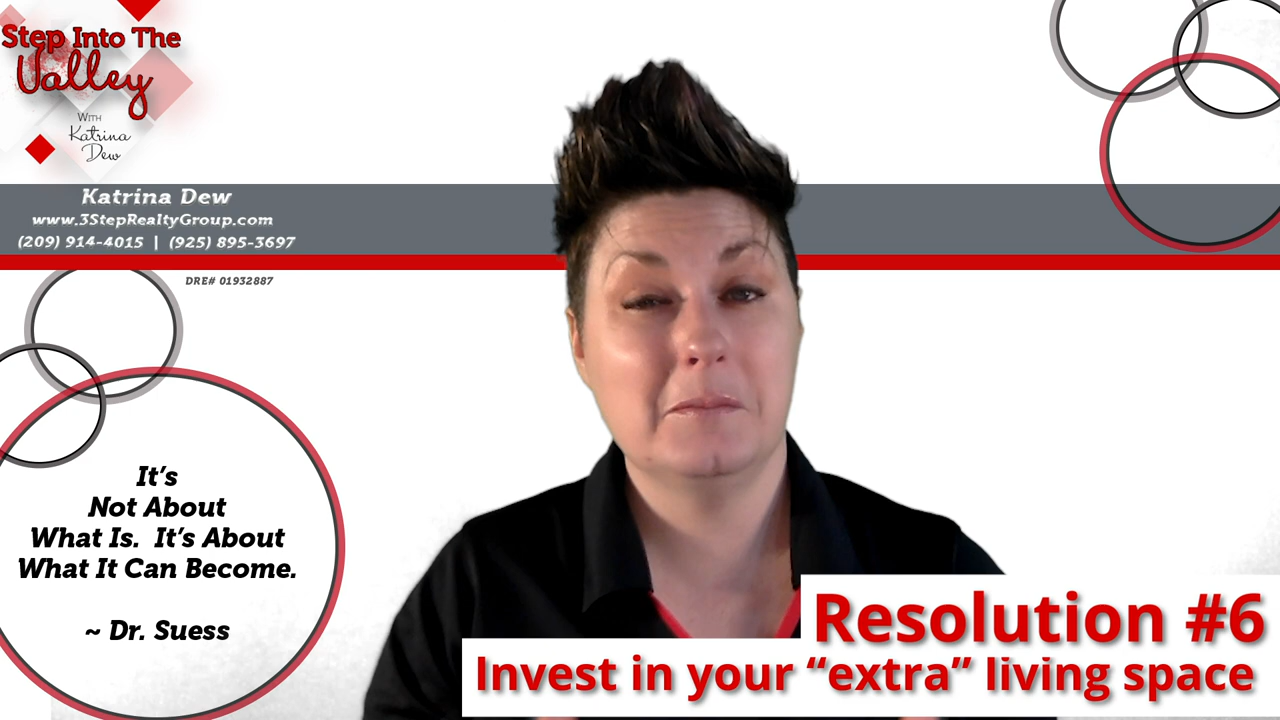 Step Into The
Valley
With
Katrina
Dew
Katrina Dew
www.3StepRealtyGroup.com
(209) 914-4015 | (925) 895-3697
DRE# 01932887
It's
Not About
What Is. It's About
What It Can Become.
~ Dr. Suess
Resolution #6
Invest in your “extra” living space